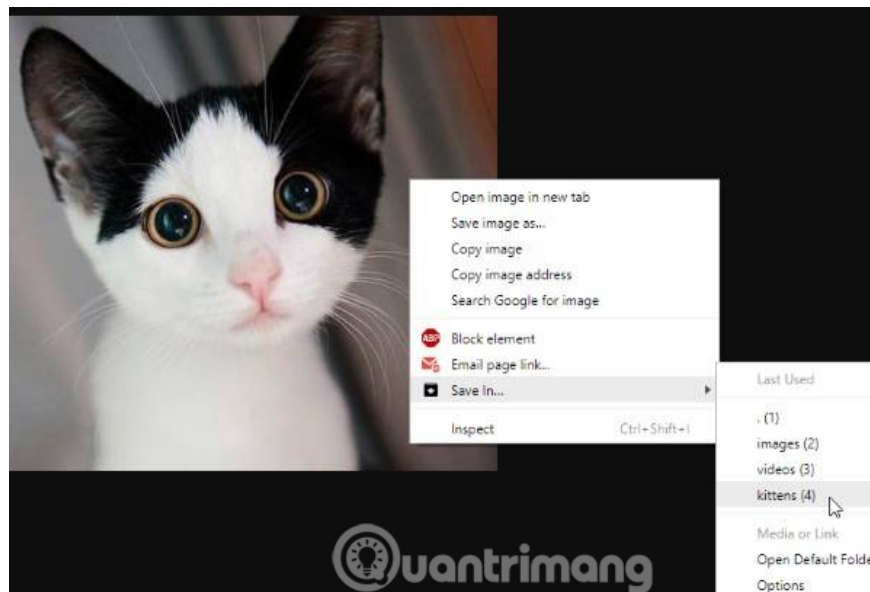 Open image in new tab
Save image as...
Copy image
Copy image address
Search Google for image
ABP Block element
Email page link...
Save In...
Inspect Ctrl+Shift+I
Last Used
. (1)
images (2)
videos (3)
kittens (4)
Media or Link
Open Default Folde
Options
Quantrimang